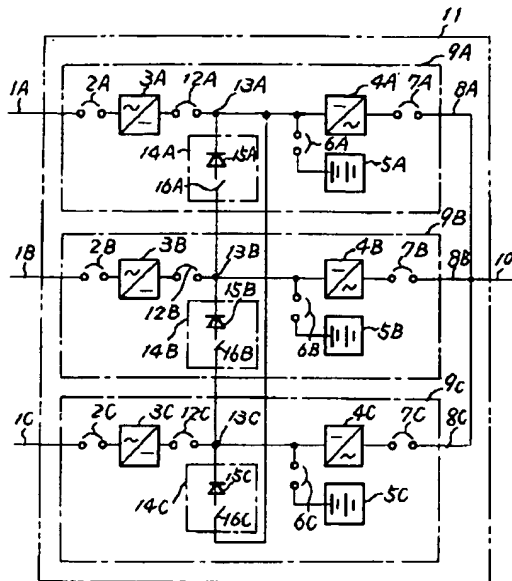 11
9A
1A 2A 3A 12A 13A 4A 7A 8A
14A 15A 6A
16A 5A
9B
1B 2B 3B 13B 4B 7B 8B 10
12B
14B 15B 16B 6B 5B
9C
1C 2C 3C 12C 13C 4C 7C 8C
14C 15C 16C 6C 5C